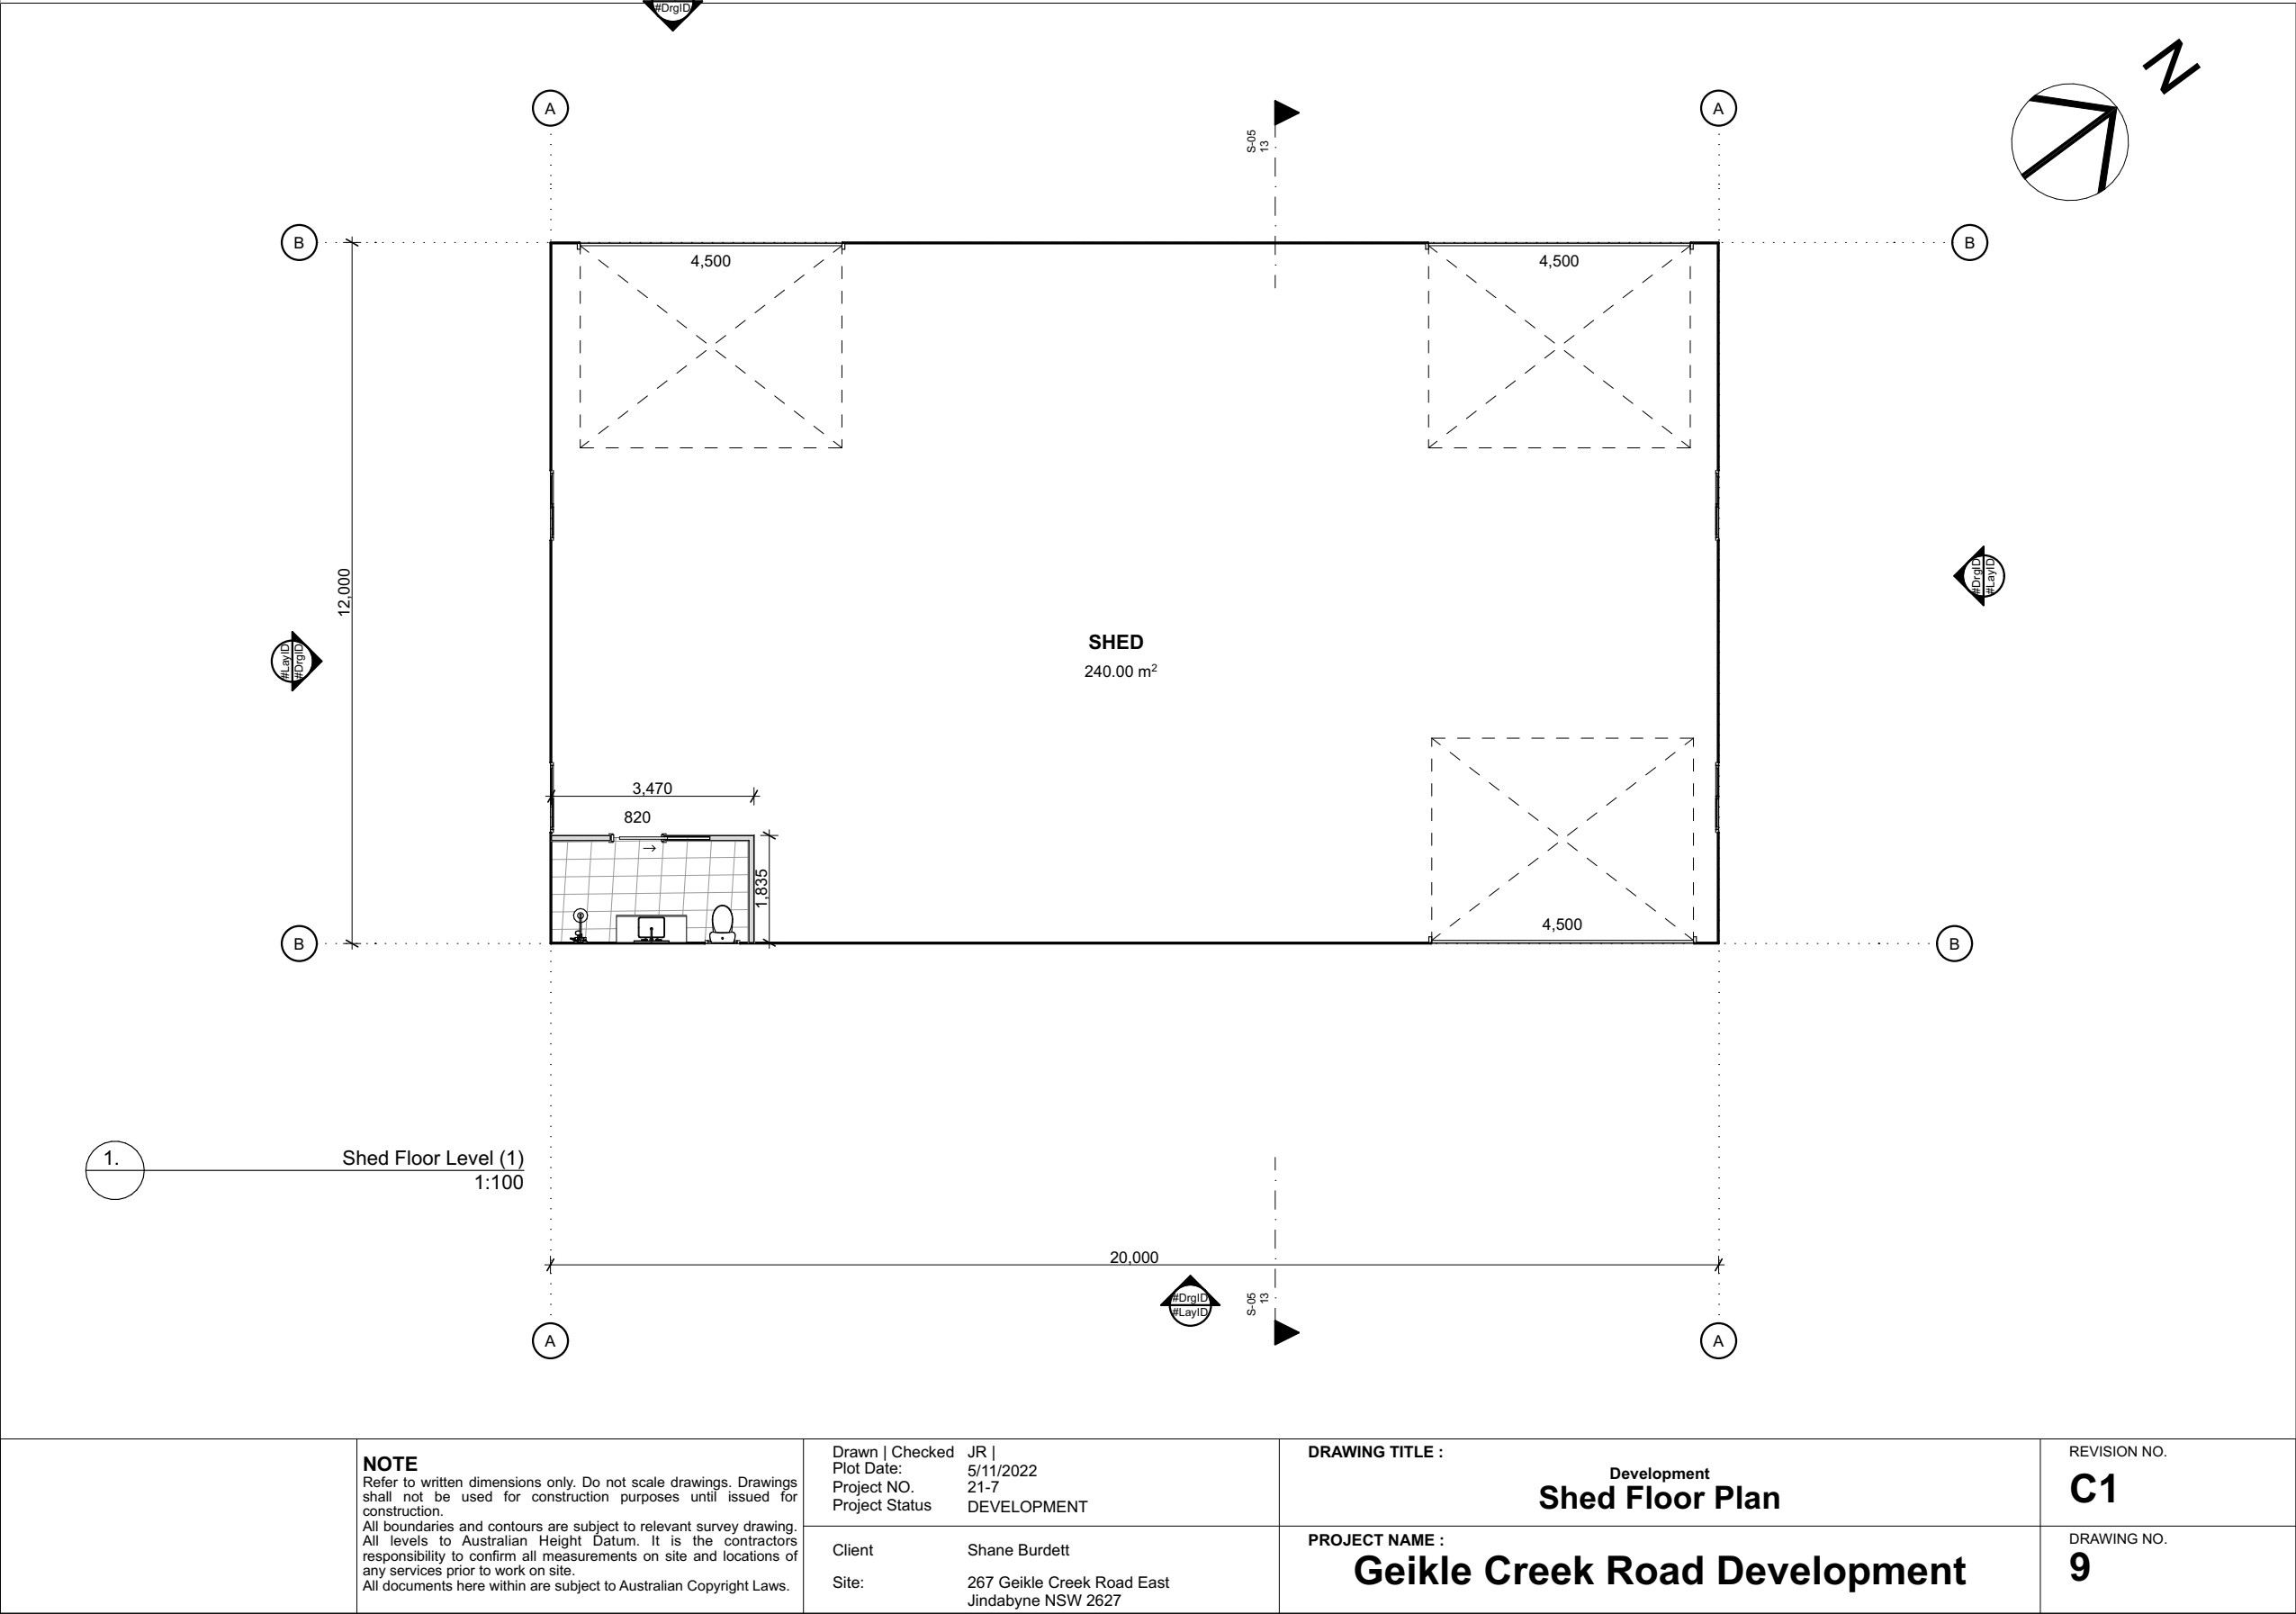 #DrgID
N
A
A
S-05
13
B
B
4,500
4,500
12,000
#DrgID
#LayID
#LayID
#DrgID
SHED
240.00 m²
3,470
820
1,835
4,500
B
B
1.
Shed Floor Level (1)
1:100
20,000
#DrgID
#LayID
S-05
13
A
A
NOTE
Refer to written dimensions only. Do not scale drawings. Drawings
shall not be used for construction purposes until issued for
construction.
All boundaries and contours are subject to relevant survey drawing.
All levels to Australian Height Datum. It is the contractors
responsibility to confirm all measurements on site and locations of
any services prior to work on site.
All documents here within are subject to Australian Copyright Laws.
Drawn | Checked JR |
Plot Date: 5/11/2022
Project NO. 21-7
Project Status DEVELOPMENT
Client Shane Burdett
Site: 267 Geikle Creek Road East
Jindabyne NSW 2627
DRAWING TITLE :
Development
Shed Floor Plan
PROJECT NAME :
Geikle Creek Road Development
REVISION NO.
C1
DRAWING NO.
9